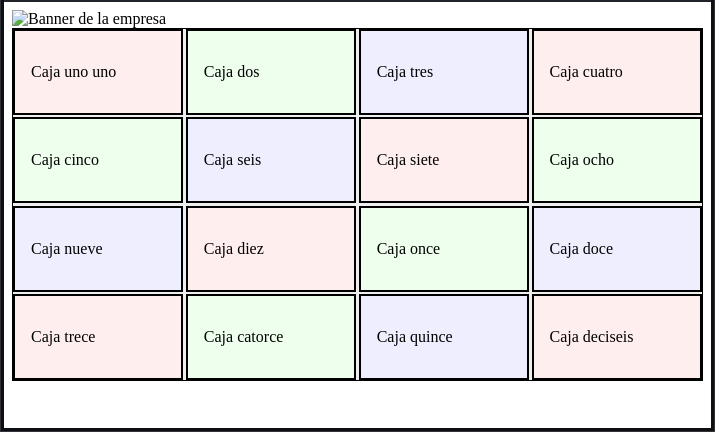 Banner de la empresa
Caja uno uno
Caja dos
Caja tres
Caja cuatro
Caja cinco
Caja seis
Caja siete
Caja ocho
Caja nueve
Caja diez
Caja once
Caja doce
Caja trece
Caja catorce
Caja quince
Caja deciseis